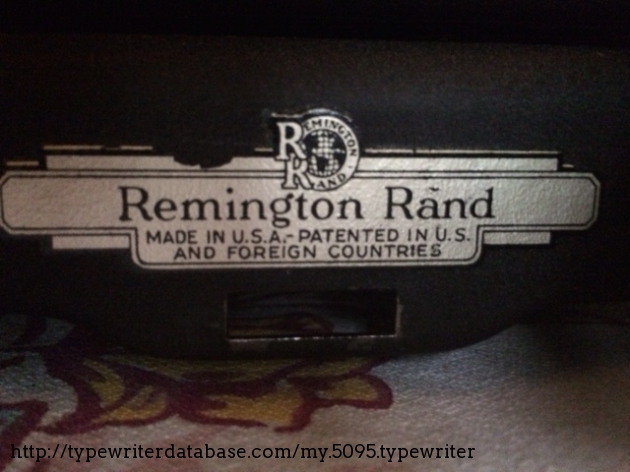 REMINGTON
RAND
Remington Rand
MADE IN U.S.A.-PATENTED IN U.S.
AND FOREIGN COUNTRIES
http://typewriterdatabase.com/my.5095.typewriter